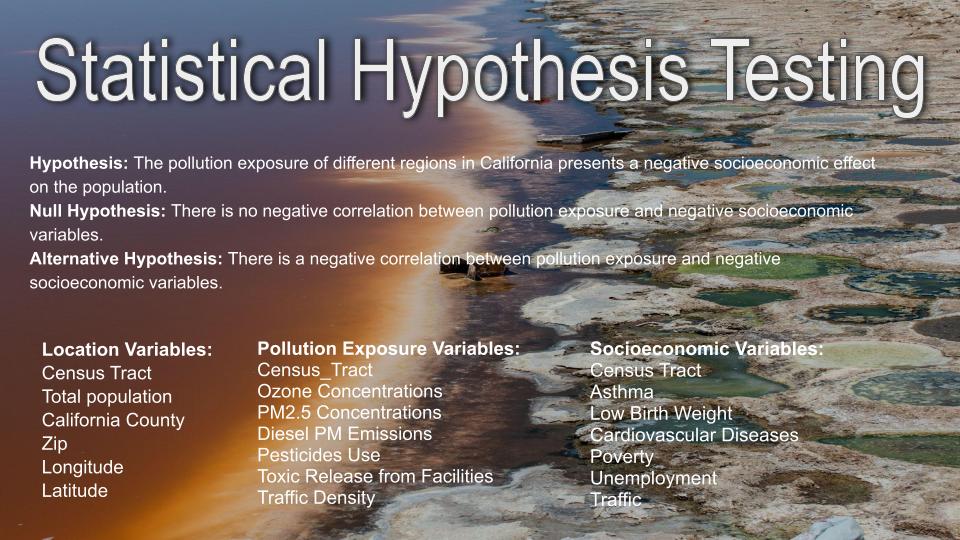 Statistical Hypothesis Testing
Hypothesis: The pollution exposure of different regions in California presents a negative socioeconomic effect
on the population.
Null Hypothesis: There is no negative correlation between pollution exposure and negative socioeconomic
variables.
Alternative Hypothesis: There is a negative correlation between pollution exposure and negative
socioeconomic variables.
Location Variables:
Census Tract
Total population
California County
Zip
Longitude
Latitude
Pollution Exposure Variables:
Census_Tract
Ozone Concentrations
PM2.5 Concentrations
Diesel PM Emissions
Pesticides Use
Toxic Release from Facilities
Traffic Density
Socioeconomic Variables:
Census Tract
Asthma
Low Birth Weight
Cardiovascular Diseases
Poverty
Unemployment
Traffic